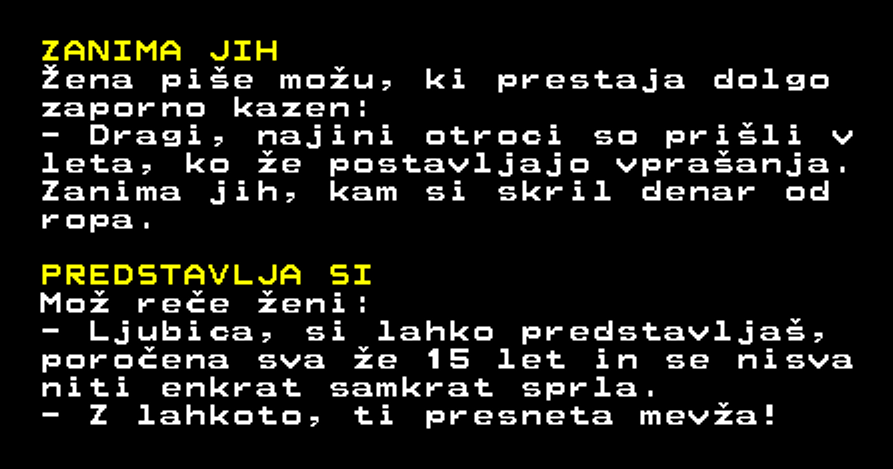 ZANIMA JIH
Žena piše možu, ki prestaja dolgo
zaporno kazen:
- Dragi, najini otroci so prišli v
leta, ko že postavljajo vprašanja.
Zanima jih, kam si skril denar od
ropa.
PREDSTAVLJA SI
Mož reče ženi:
- Ljubica, si lahko predstavljaš,
poročena sva že 15 let in se nisva
niti enkrat samkrat sprla.
- Z lahkoto, ti presneta mevža!